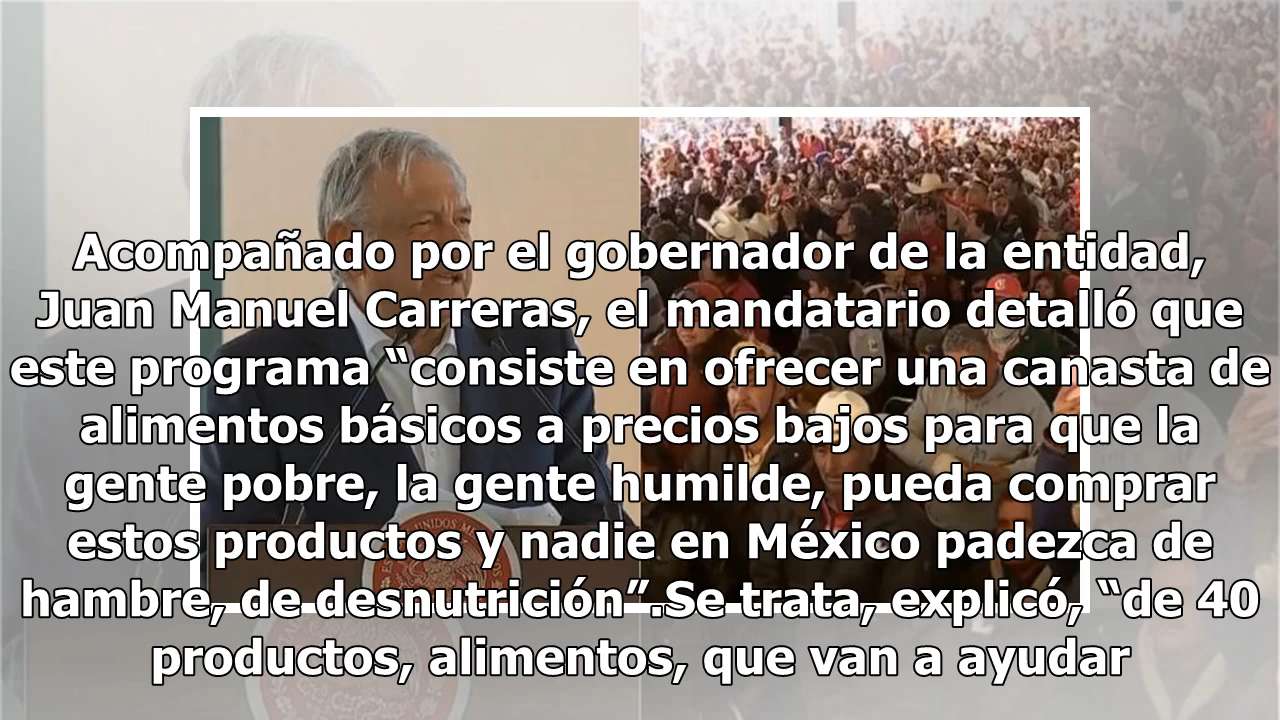 Acompañado por el gobernador de la entidad,
Juan Manuel Carreras, el mandatario detalló que
este programa “consiste en ofrecer una canasta de
alimentos básicos a precios bajos para que la
gente pobre, la gente humilde, pueda comprar
estos productos y nadie en México padezca de
hambre, de desnutrición”.Se trata, explicó, “de 40
productos, alimentos, que van a ayudar